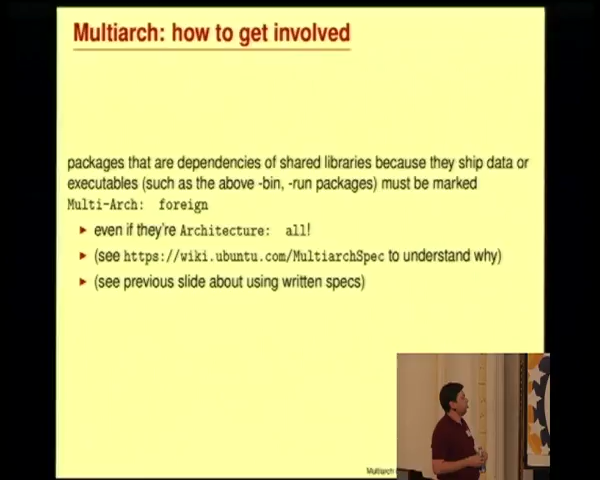 Multiarch: how to get involved
packages that are dependencies of shared libraries because they ship data or
executables (such as the above -bin, -run packages) must be marked
Multi-Arch: foreign
▸ even if they're Architecture: all!
▸ (see https://wiki.ubuntu.com/MultiarchSpec to understand why)
▸ (see previous slide about using written specs)
Multiarch